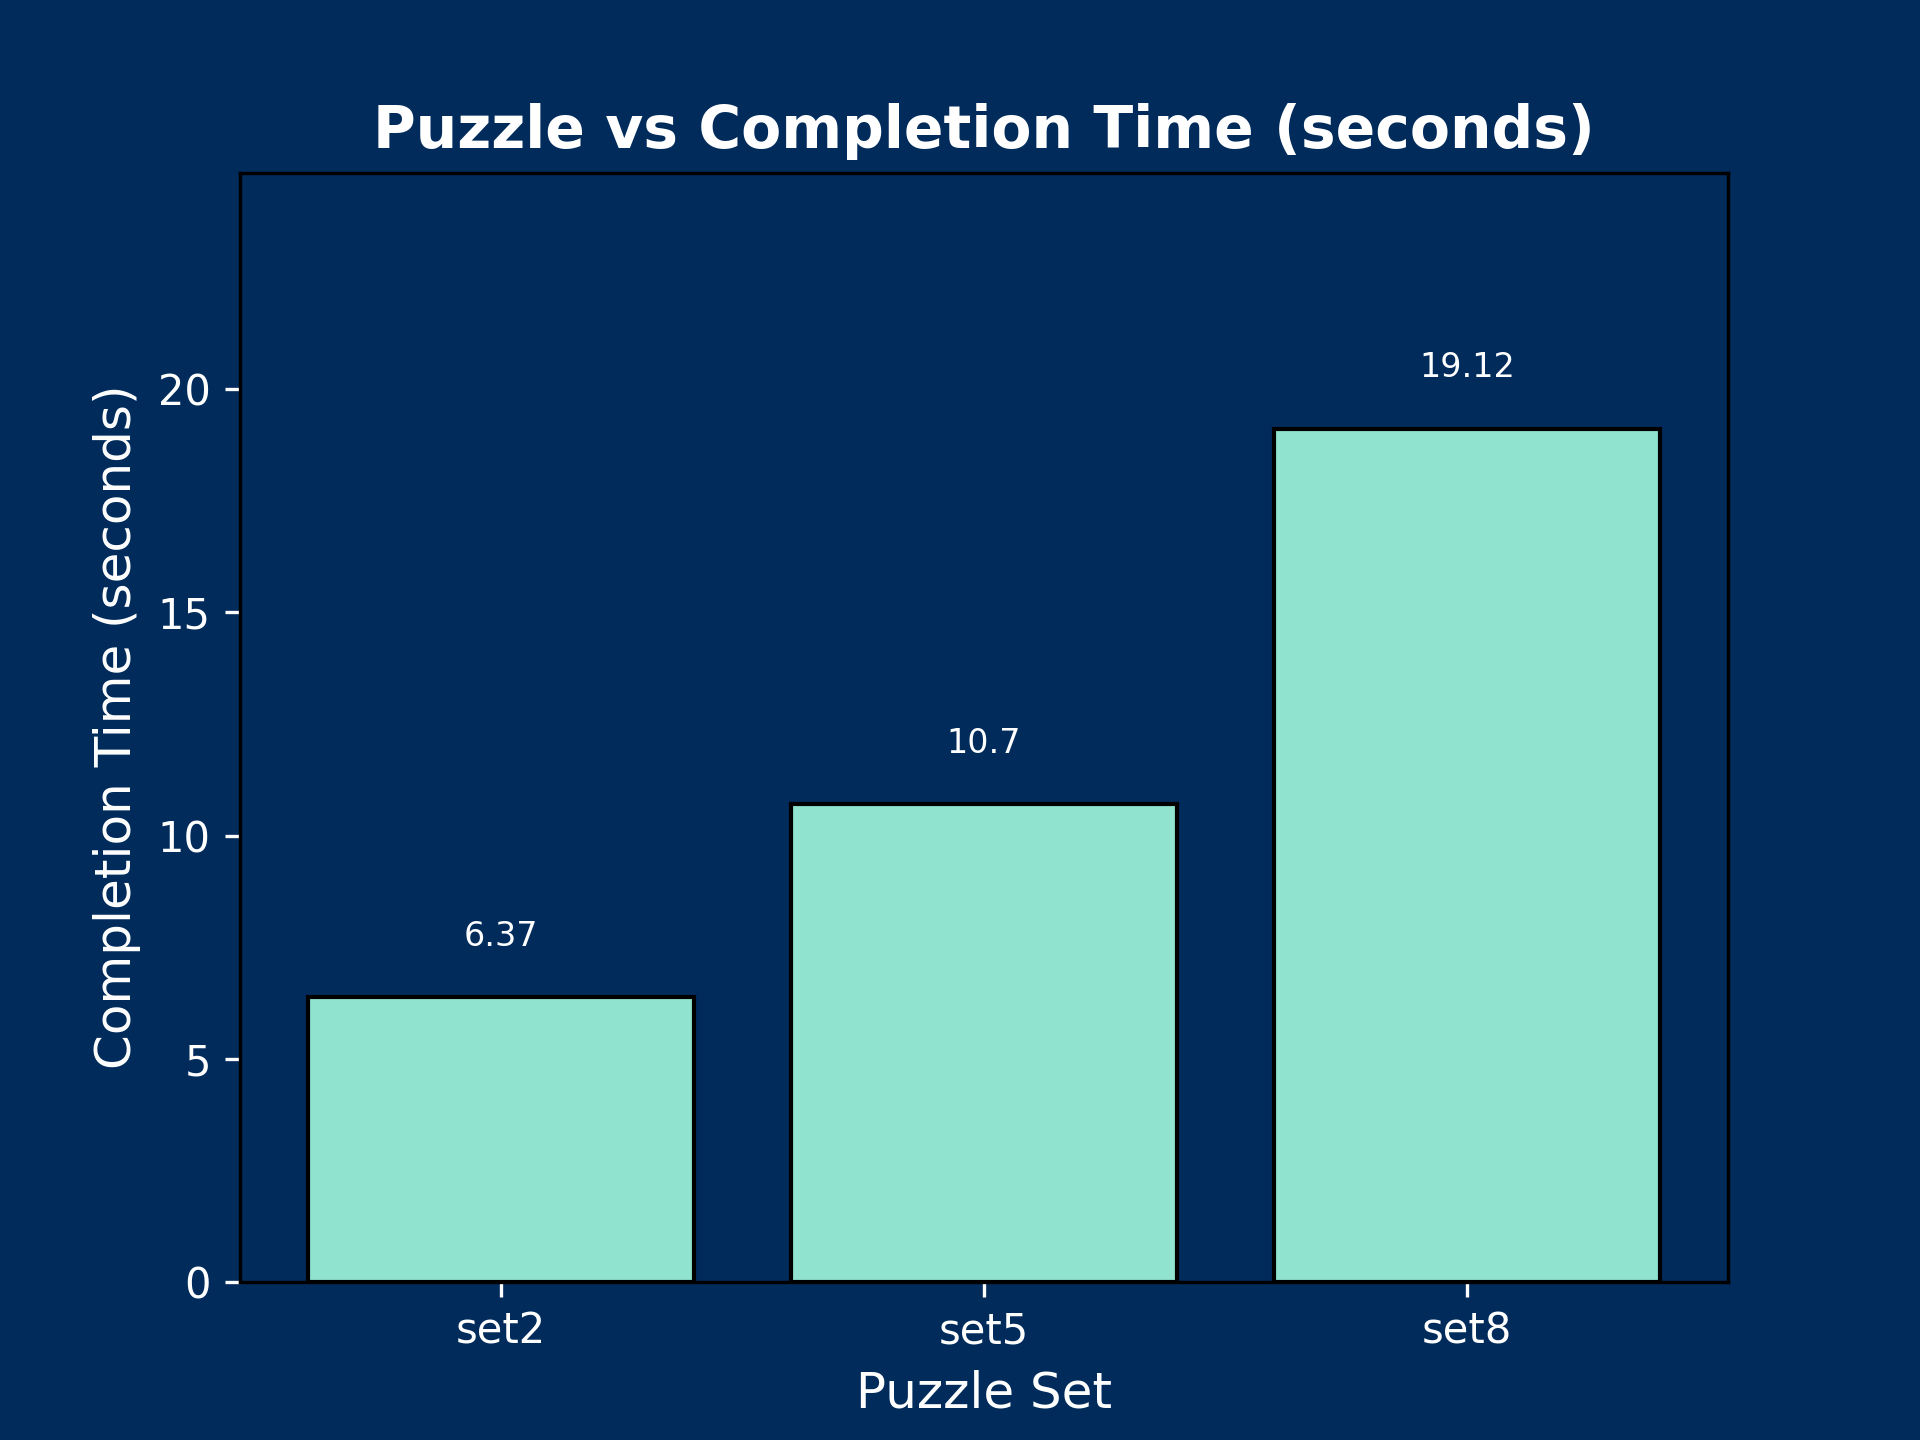 Puzzle vs Completion Time (seconds)
Completion Time (seconds)
20
15
10
5
0
6.37
10.7
19.12
set2
set5
set8
Puzzle Set